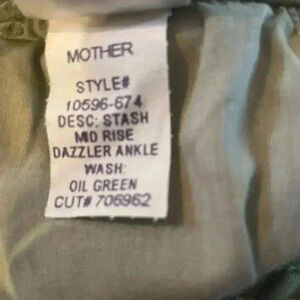 MOTHER
STYLE#
10596-674
DESC: STASH
MID RISE
DAZZLER ANKLE
WASH:
OIL GREEN
CUT# 706962